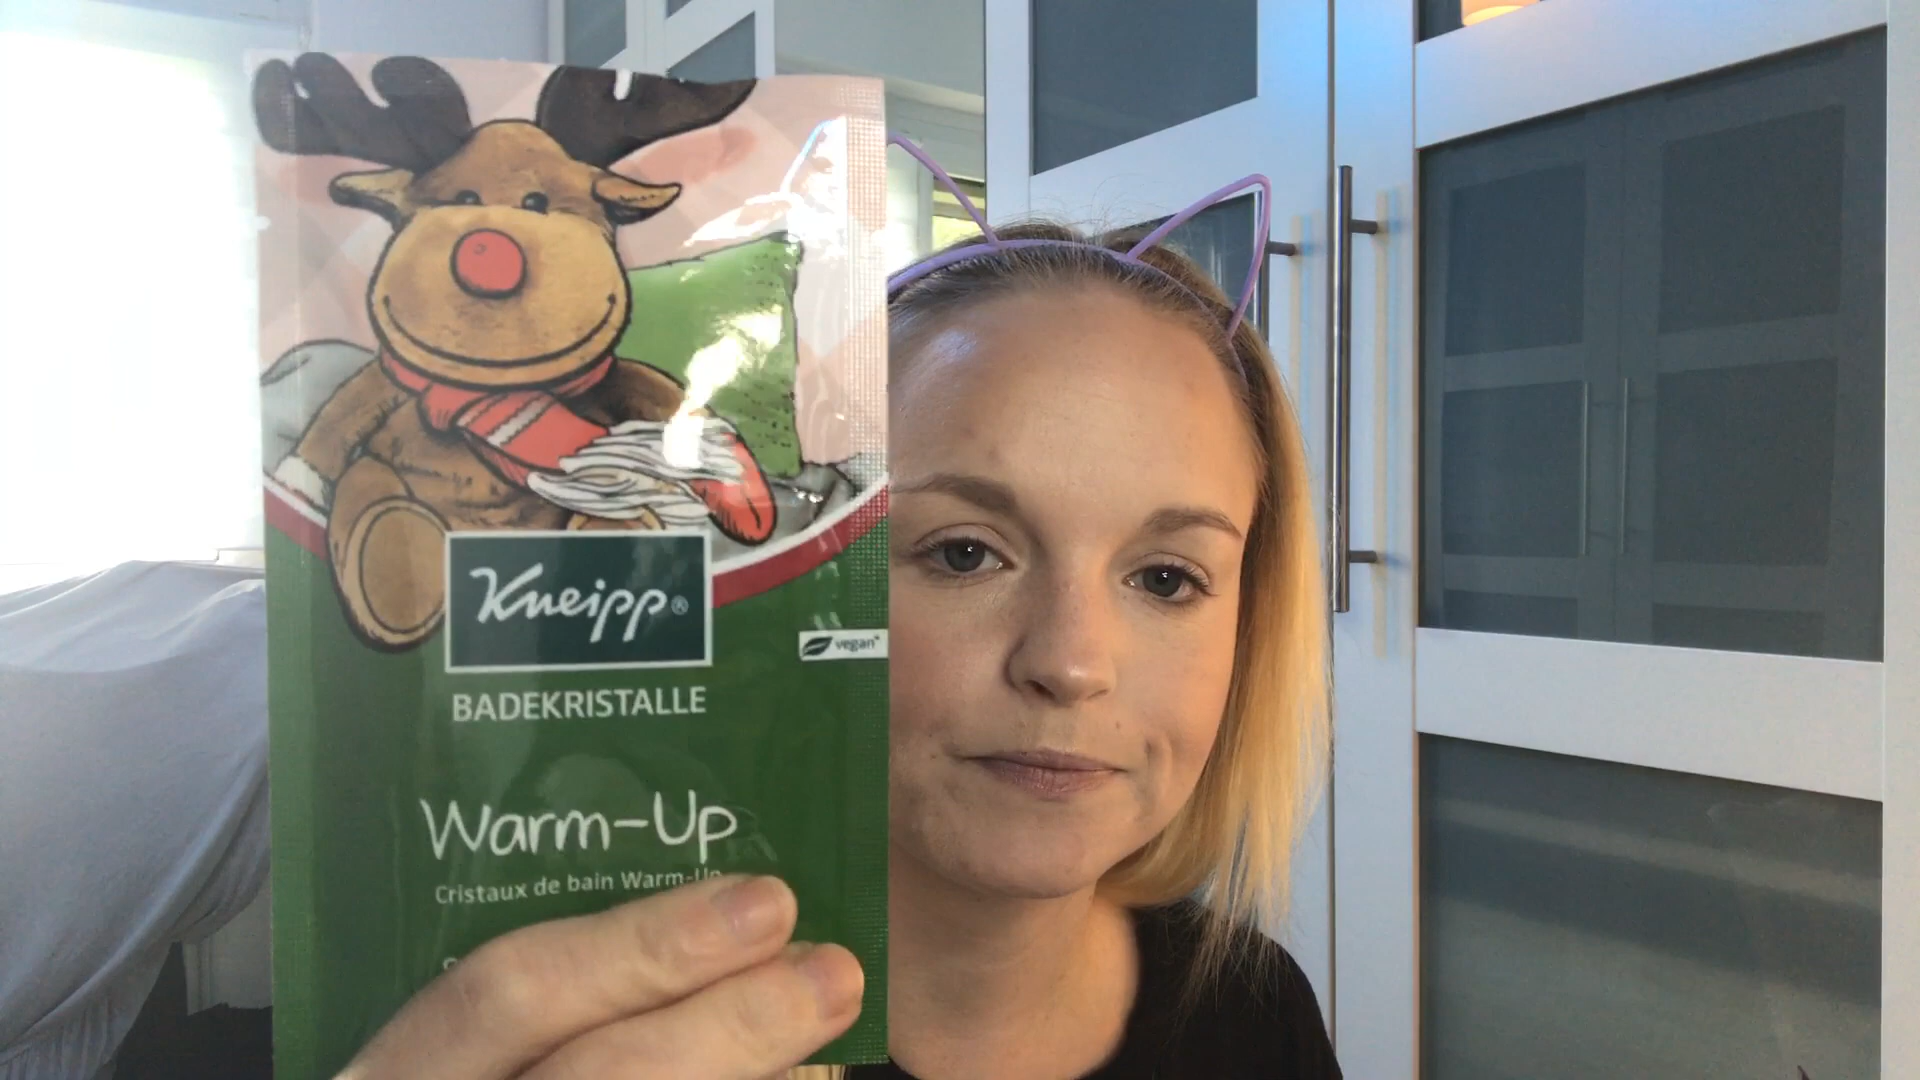 Kneipp®
vegan*
BADEKRISTALLE
Warm-Up
Cristaux de bain Warm-Up